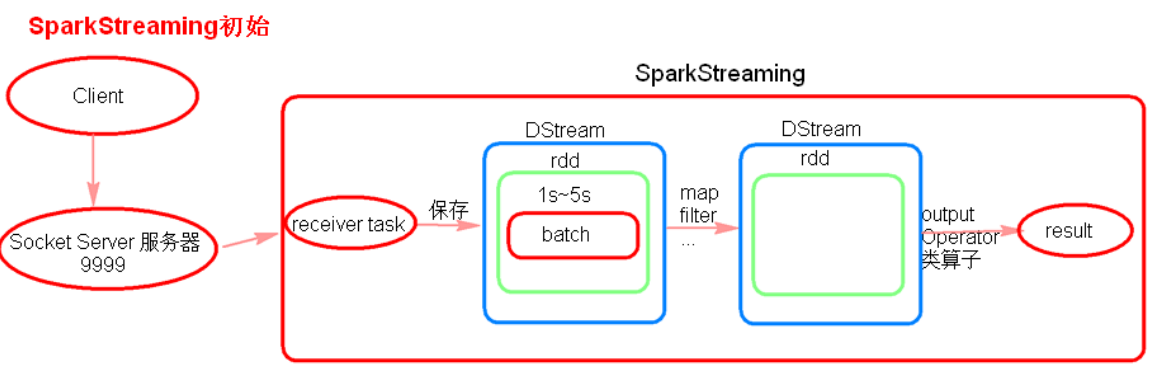 SparkStreaming初始
Client
Socket Server 服务器
9999
SparkStreaming
receiver task
保存
DStream
rdd
1s~5s
batch
map
filter
...
DStream
rdd
output
Operator
类算子
result